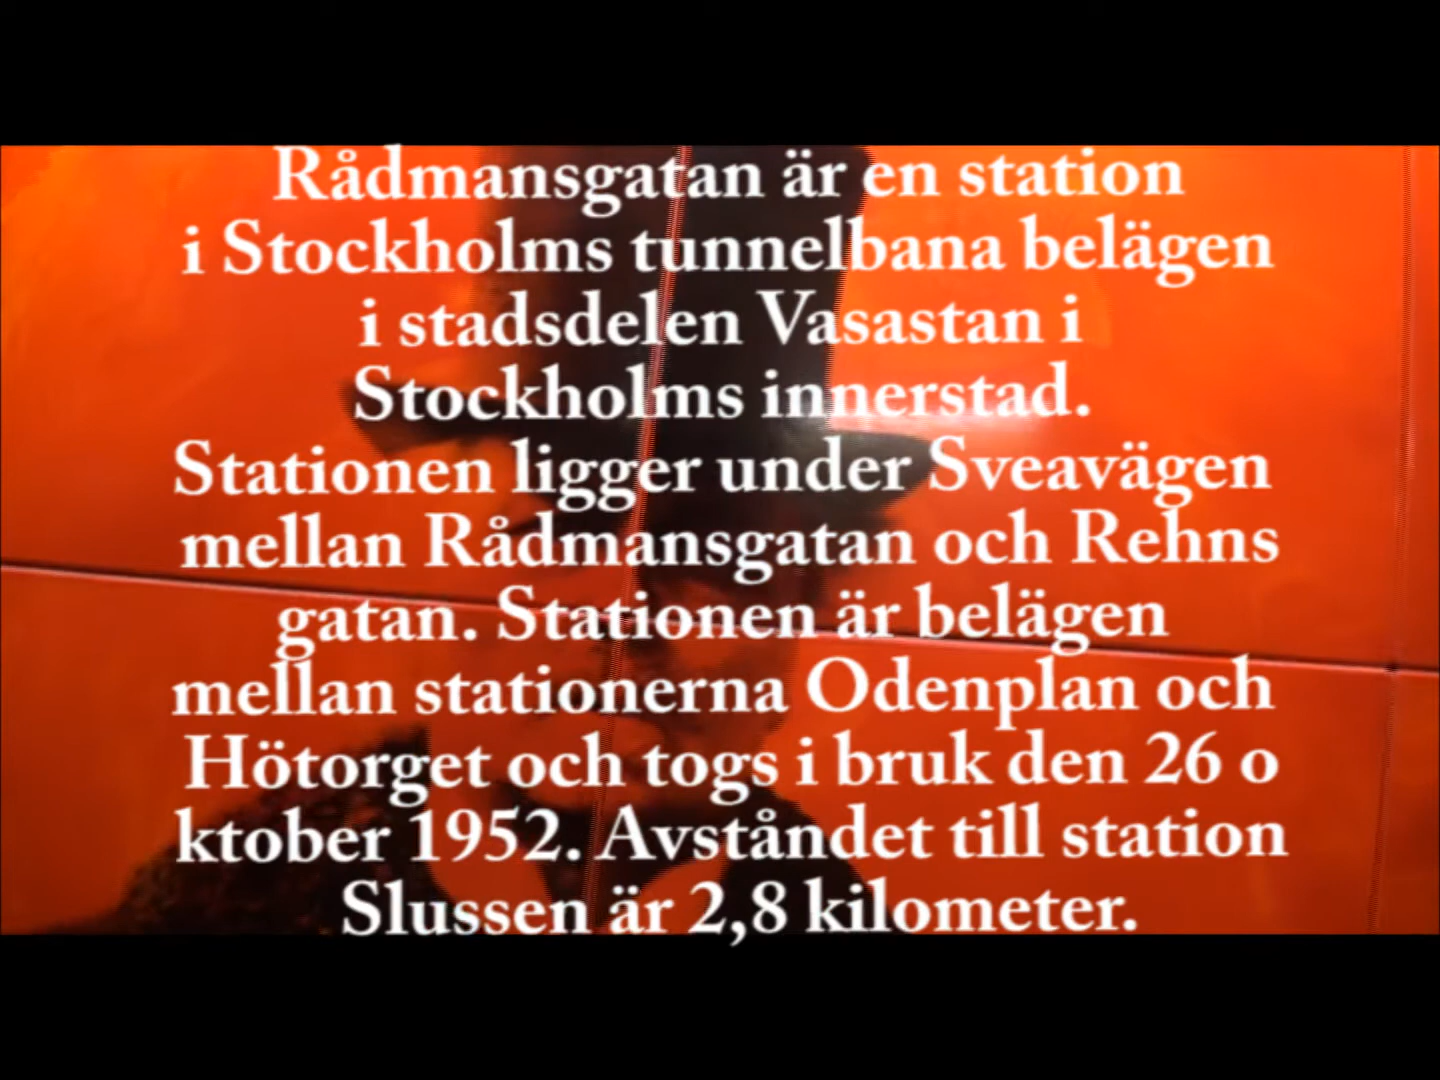 Rådmansgatan är en station
i Stockholms tunnelbana belägen
i stadsdelen Vasastan i
Stockholms innerstad.
Stationen ligger under Sveavägen
mellan Rådmansgatan och Rehns
gatan. Stationen är belägen
mellan stationerna Odenplan och
Hötorget och togs i bruk den 26 o
ktober 1952. Avståndet till station
Slussen är 2,8 kilometer.